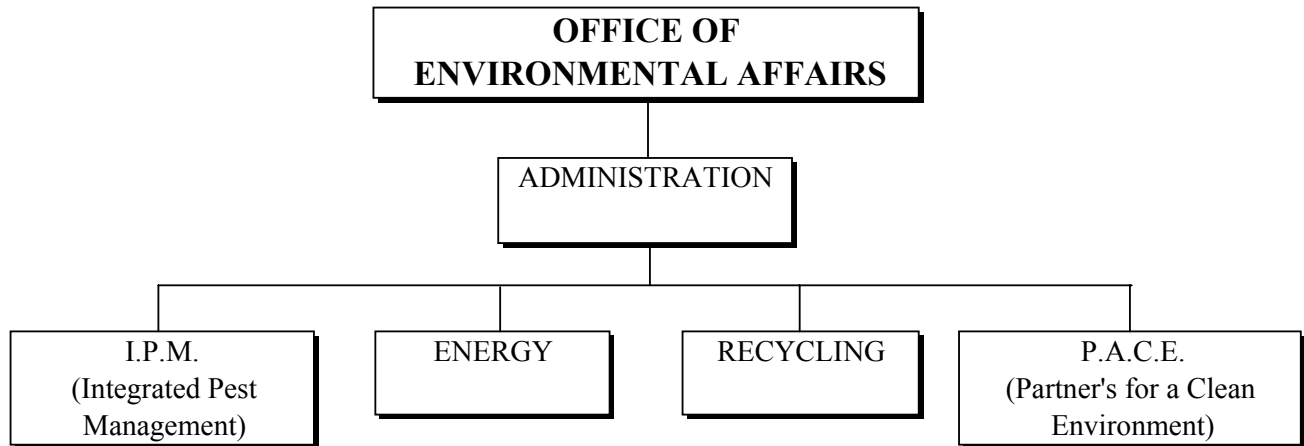 OFFICE OF
ENVIRONMENTAL AFFAIRS
ADMINISTRATION
I.P.M.
(Integrated Pest
Management)
ENERGY
RECYCLING
P.A.C.E.
(Partner's for a Clean
Environment)